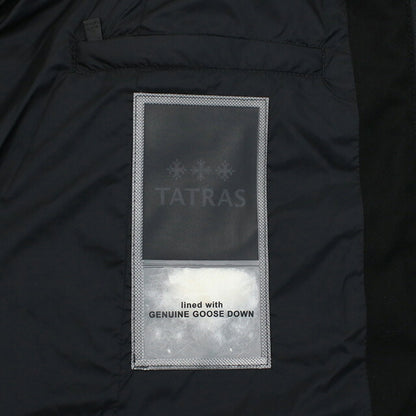 TATRAS
lined with
GENUINE GOOSE DOWN